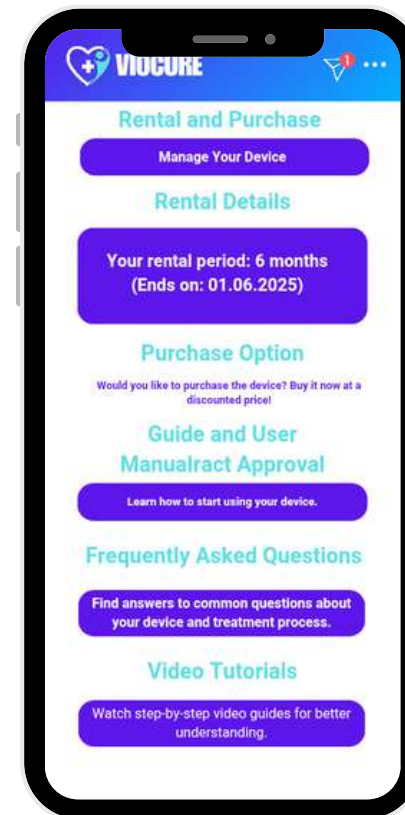 VIOCURE
1
Rental and Purchase
Manage Your Device
Rental Details
Your rental period: 6 months
(Ends on: 01.06.2025)
Purchase Option
Would you like to purchase the device? Buy it now at a
discounted price!
Guide and User
Manualract Approval
Learn how to start using your device.
Frequently Asked Questions
Find answers to common questions about
your device and treatment process.
Video Tutorials
Watch step-by-step video guides for better
understanding.